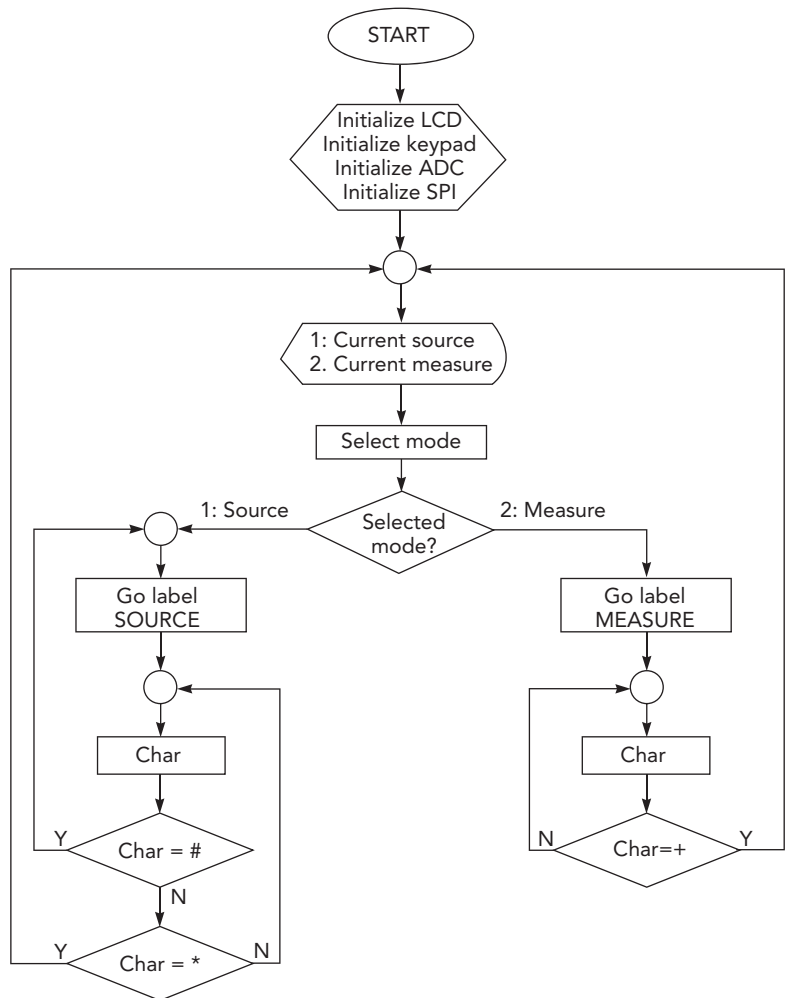 START
Initialize LCD
Initialize keypad
Initialize ADC
Initialize SPI
1: Current source
2. Current measure
Select mode
1: Source
Selected
mode?
2: Measure
Go label
SOURCE
Go label
MEASURE
Char
Char
Y
Char = #
N
N
Char=+
Y
Y
Char = *
N